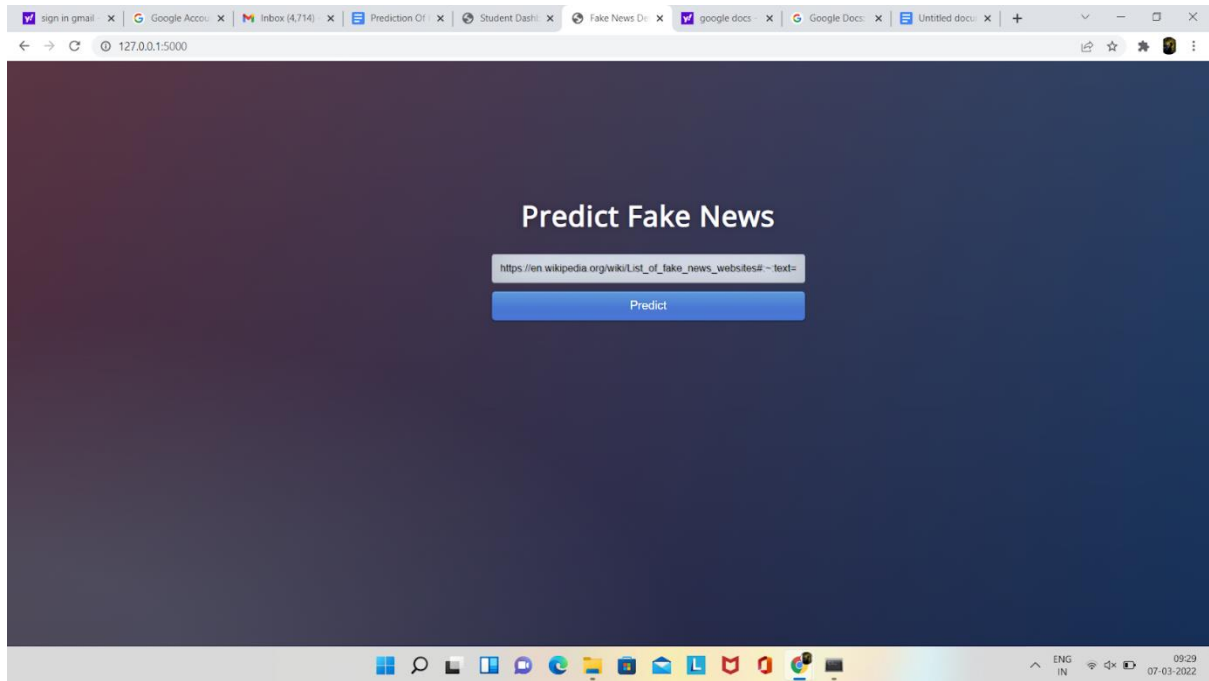 sign in gmail
Google Accou
Inbox (4,714)
Prediction Of
Student Dash
Fake News De
google docs -
Google Docs:
Untitled docu
127.0.0.1:5000
Predict Fake News
https://en.wikipedia.org/wiki/List_of_fake_news_websites#:~:text=
Predict
L
ENG
IN
09:29
07-03-2022